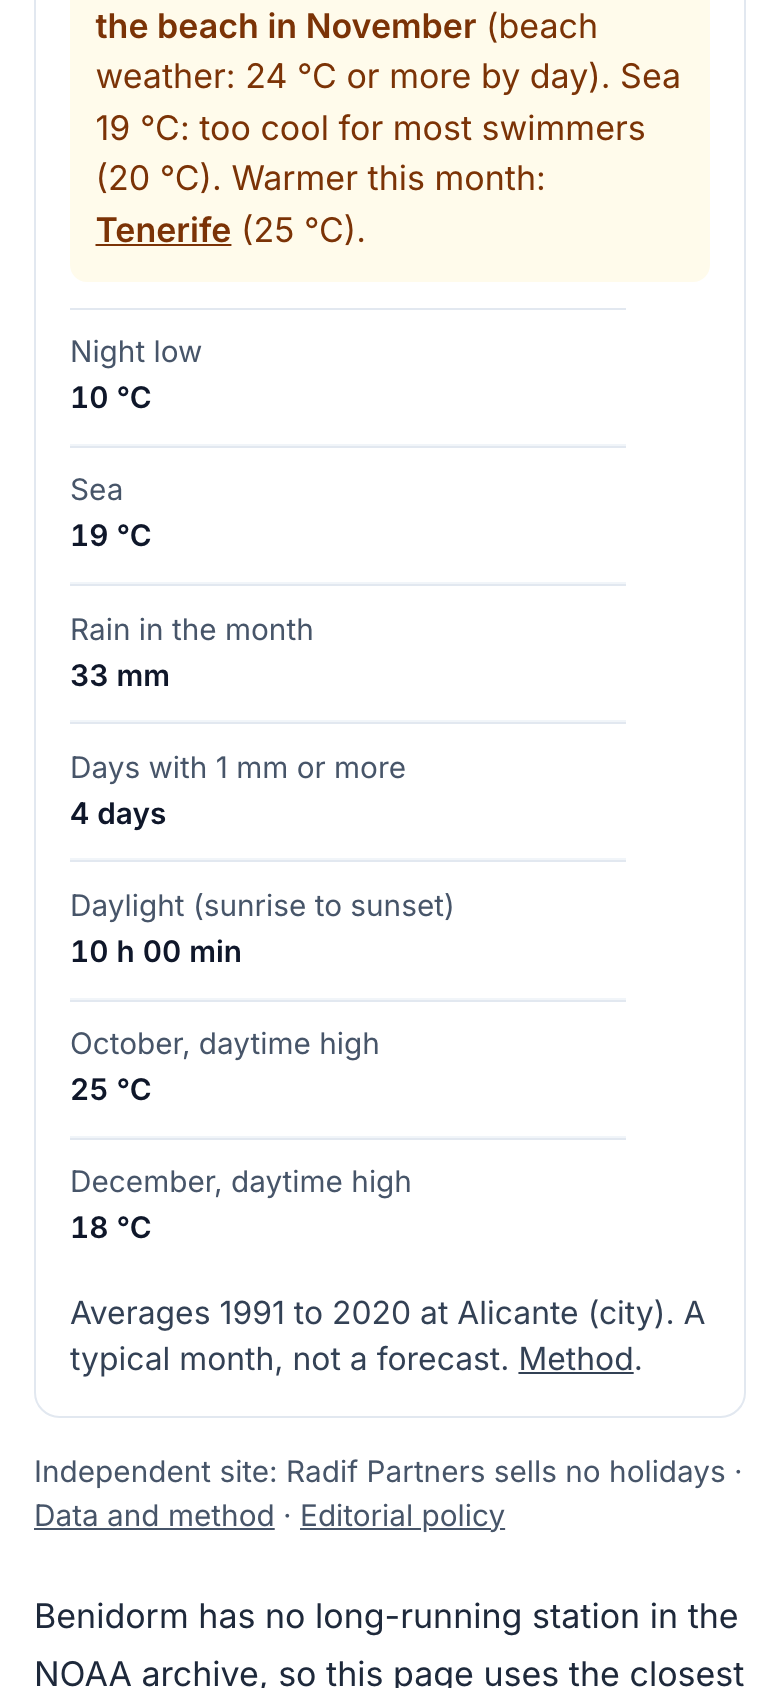 the beach in November (beach
weather: 24 °C or more by day). Sea
19 °C: too cool for most swimmers
(20 °C). Warmer this month:
Tenerife (25 °C).
Night low
10 °C
Sea
19 °C
Rain in the month
33 mm
Days with 1 mm or more
4 days
Daylight (sunrise to sunset)
10 h 00 min
October, daytime high
25 °C
December, daytime high
18 °C
Averages 1991 to 2020 at Alicante (city). A
typical month, not a forecast. Method.
Independent site: Radif Partners sells no holidays ·
Data and method · Editorial policy
Benidorm has no long-running station in the
NOAA archive, so this page uses the closest